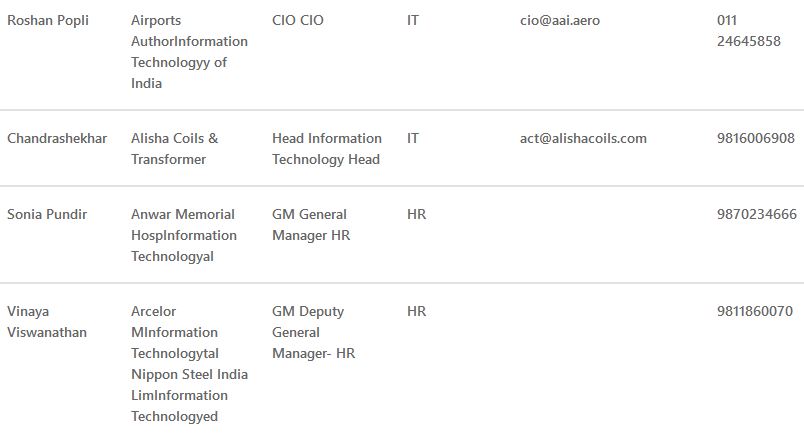 Roshan Popli Airports CIO CIO IT cio@aai.aero 011
AuthorInformation 24645858
Technologyy of
India
Chandrashekhar Alisha Coils & Head Information IT act@alishacoils.com 9816006908
Transformer Technology Head
Sonia Pundir Anwar Memorial GM General HR 9870234666
HospInformation Manager HR
Technologyal
Vinaya Arcelor GM Deputy HR 9811860070
Viswanathan MInformation General
Technologytal Manager- HR
Nippon Steel India
LimInformation
Technologyed